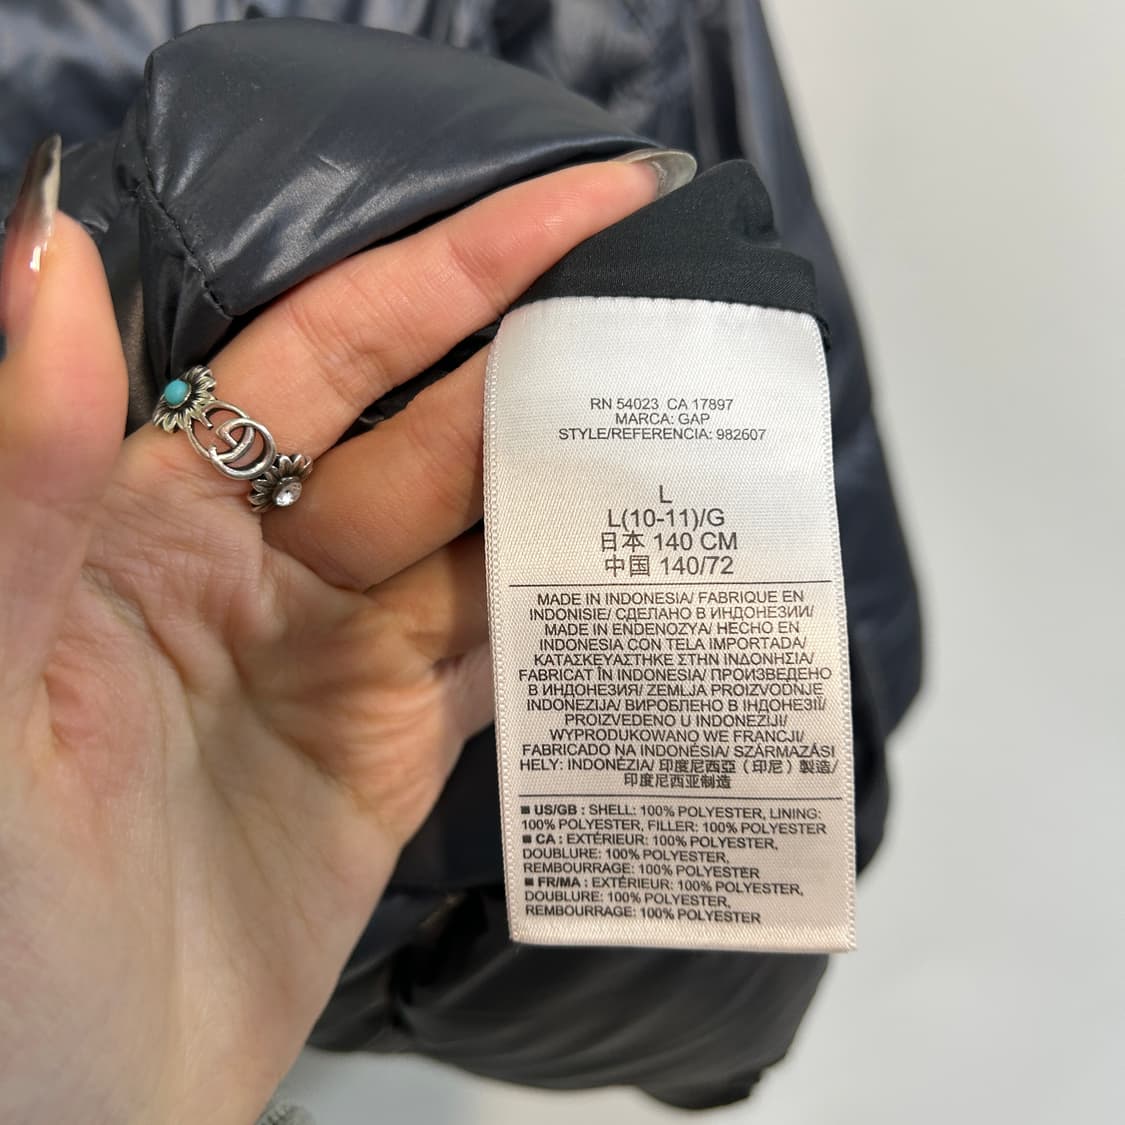 RN 54023 CA 17897
MARCA: GAP
STYLE/REFERENCIA: 982607
L
L(10-11)/G
日本 140 CM
中国 140/72
MADE IN INDONESIA/ FABRIQUE EN
INDONISIE/ СДЕЛАНО В ИНДОНЕЗИИ/
MADE IN ENDENOZYA/ HECHO EN
INDONESIA CON TELA IMPORTADA/
ΚΑΤΑΣΚΕΥΑΣΤΗΚΕ ΣΤΗΝ ΙΝΔΟΝΗΣΙΑ/
FABRICAT ÎN INDONESIA/ ПРОИЗВЕДЕНО
В ИНДОНЕЗИЯ/ ZEMLJA PROIZVODNJE
INDONEZIJA/ ВИРОБЛЕНО В ІНДОНЕЗІЇ/
PROIZVEDENO U INDONEZIJI/
WYPRODUKOWANO WE FRANCJI/
FABRICADO NA INDONÉSIA/ SZÁRMAZÁSI
HELY: INDONÉZIA/ 印度尼西亞（印尼）製造/
印度尼西亚制造
■ US/GB : SHELL: 100% POLYESTER, LINING:
100% POLYESTER, FILLER: 100% POLYESTER
■ CA : EXTÉRIEUR: 100% POLYESTER,
DOUBLURE: 100% POLYESTER,
REMBOURRAGE: 100% POLYESTER
■ FR/MA : EXTÉRIEUR: 100% POLYESTER,
DOUBLURE: 100% POLYESTER,
REMBOURRAGE: 100% POLYESTER